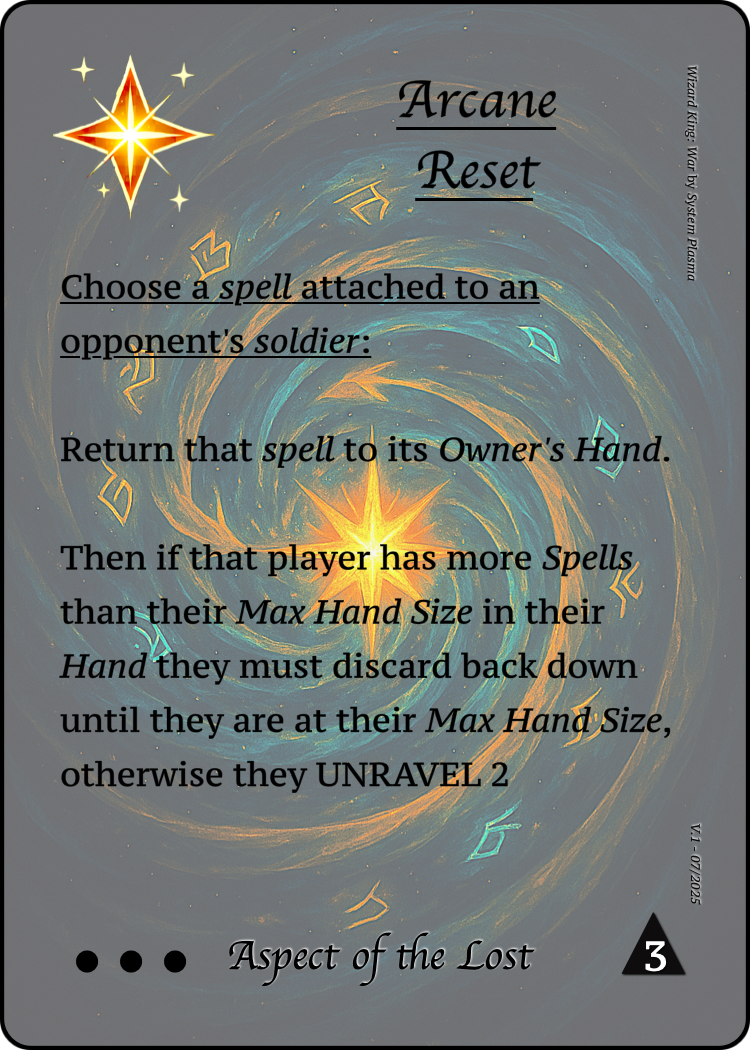 Arcane
Reset
Wizard King: War by System Plasma
Choose a spell attached to an
opponent's soldier:
Return that spell to its Owner's Hand.
Then if that player has more Spells
than their Max Hand Size in their
Hand they must discard back down
until they are at their Max Hand Size,
otherwise they UNRAVEL 2
V.1 - 07/2025
Aspect of the Lost
3